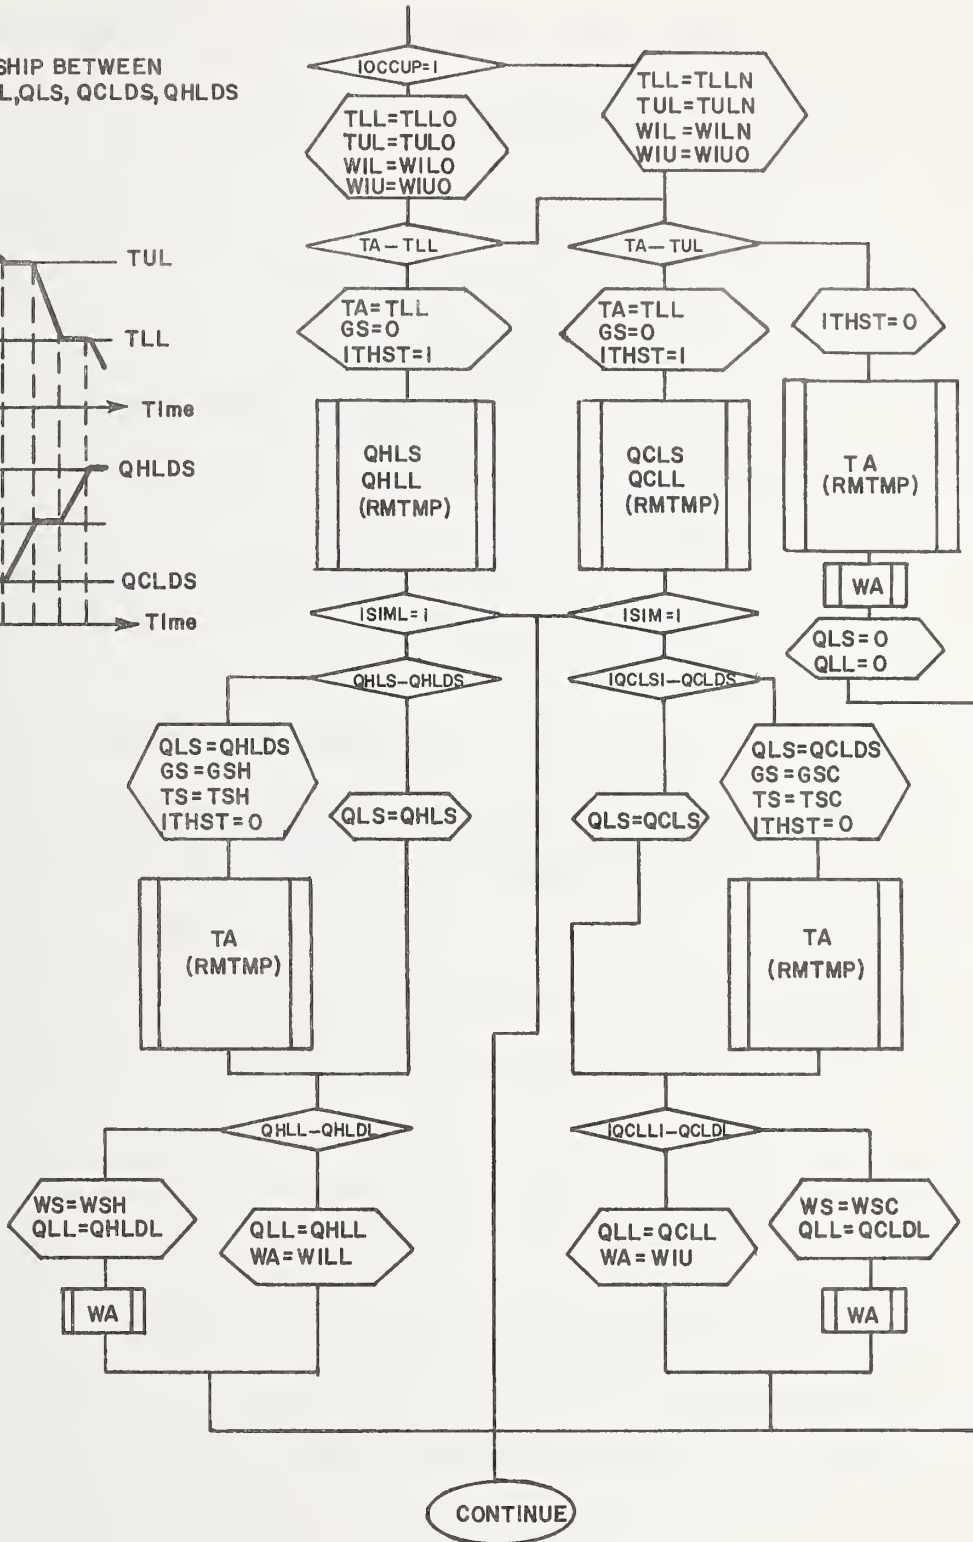 SHIP BETWEEN
L,QLS, QCLDS, QHLDS
TUL
TLL
Time
QHLDS
QCLDS
Time
IOCCUP=1
TLL=TLLO
TUL=TULO
WIL=WILO
WIU=WIUO
TLL=TLLN
TUL=TULN
WIL=WILN
WIU=WIUO
TA-TLL
TA-TUL
TA=TLL
GS=0
ITHST=1
TA=TLL
GS=0
ITHST=1
ITHST=0
QHLS
QHLL
(RMTMP)
QCLS
QCLL
(RMTMP)
TA
(RMTMP)
WA
ISIML=1
ISIM=1
QLS=0
QLL=0
QHLS-QHLDS
IQCLSI-QCLDS
QLS=QHLDS
GS=GSH
TS=TSH
ITHST=0
QLS=QHLS
QLS=QCLS
QLS=QCLDS
GS=GSC
TS=TSC
ITHST=0
TA
(RMTMP)
TA
(RMTMP)
QHLL-QHLDL
IQCLLI-QCLDL
WS=WSH
QLL=QHLDL
QLL=QHLL
WA=WILL
QLL=QCLL
WA=WIU
WS=WSC
QLL=QCLDL
WA
WA
CONTINUE